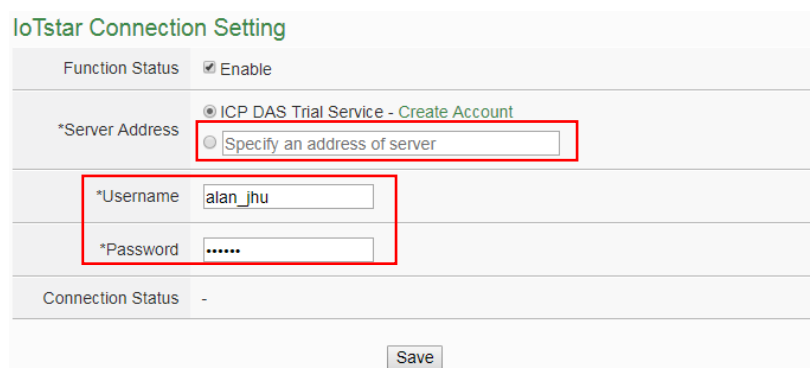 IoTstar Connection Setting
Function Status Enable
ICP DAS Trial Service - Create Account
*Server Address
Specify an address of server
*Username alan_jhu
*Password ••••••
Connection Status -
Save